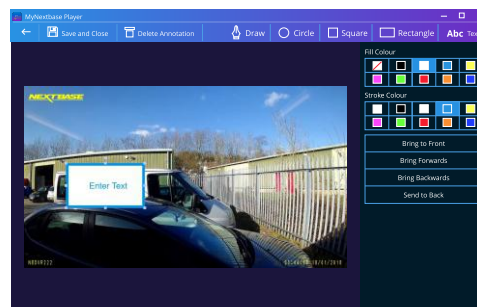 MyNextbase Player
Save and Close
Delete Annotation
Draw
Circle
Square
Rectangle
Abc
Fill Colour
Stroke Colour
NEXTBASE
Enter Text
Bring to Front
Bring Forwards
Bring Backwards
Send to Back